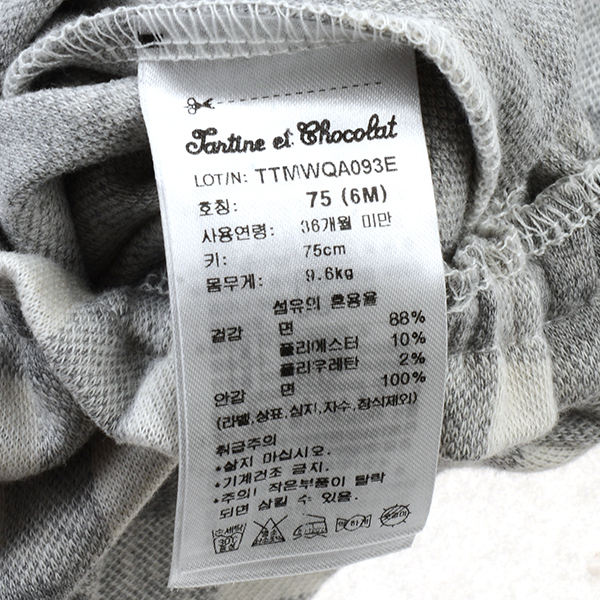 Tartine et Chocolat
LOT/N: TTMWQA093E
호칭: 75 (6M)
사용연령: 36개월 미만
키: 75cm
몸무게: 9.6kg
섬유의 혼용율
겉감 면 88%
폴리에스터 10%
폴리우레탄 2%
안감 면 100%
(라벨,상표,심지,자수,장식제외)
취급주의
*삶지 마십시오.
*기계건조 금지.
*주의! 작은부품이 탈락
되면 삼킬 수 있음.